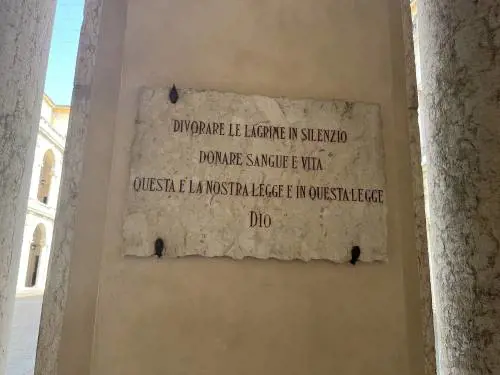 DIVORARE LE LAGRIME IN SILENZIO
DONARE SANGUE E VITA
QUESTA È LA NOSTRA LEGGE E IN QUESTA LEGGE
DIO